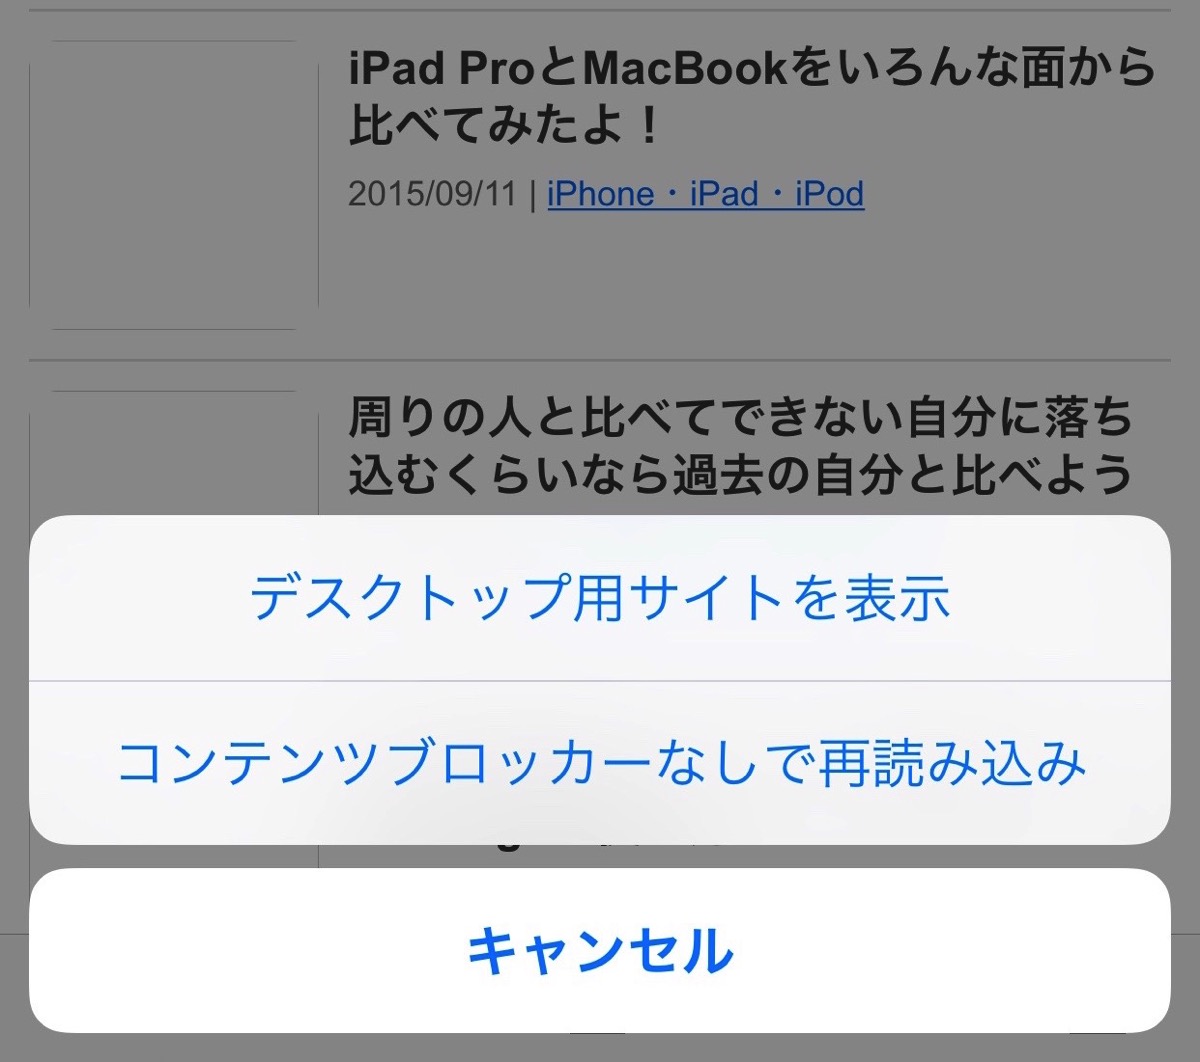 iPad ProとMacBookをいろんな面から
比べてみたよ！
2015/09/11 | iPhone・iPad・iPod
周りの人と比べてできない自分に落ち
込むくらいなら過去の自分と比べよう
デスクトップ用サイトを表示
コンテンツブロッカーなしで再読み込み
キャンセル